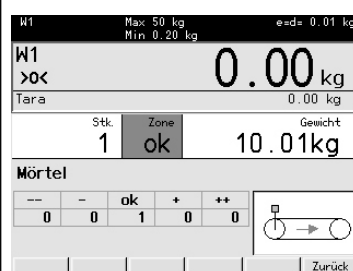 W1 Max 50 kg e=d= 0.01 kg
Min 0.20 kg
W1
>0< 0.00 kg
Tara 0.00 kg
Stk. Zone Gewicht
1 ok 10.01kg
Mörtel
-- - ok + ++
0 0 1 0 0
Zurück